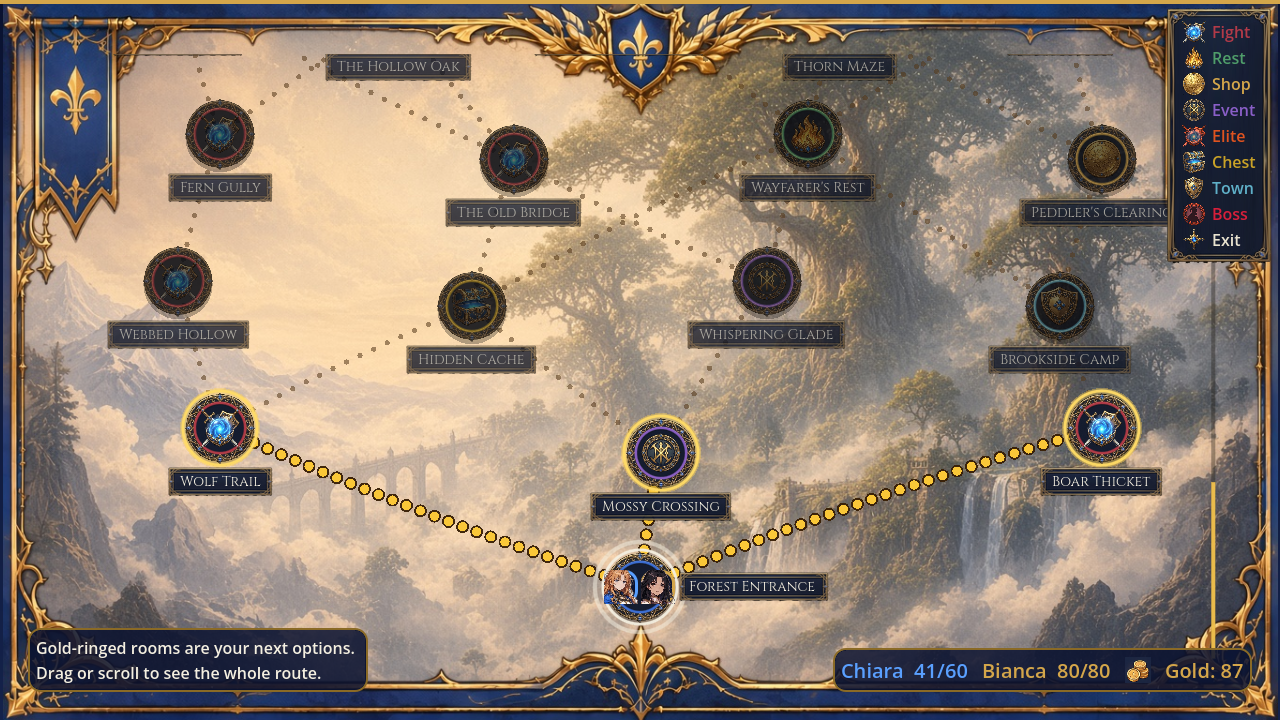 THE HOLLOW OAK
THORN MAZE
Fight
Rest
Shop
Event
Elite
Chest
Town
Boss
Exit
FERN GULLY
WAYFARER'S REST
THE OLD BRIDGE
PEDDLER'S CLEARING
WEBBED HOLLOW
WHISPERING GLADE
HIDDEN CACHE
BROOKSIDE CAMP
WOLF TRAIL
BOAR THICKET
MOSSY CROSSING
FOREST ENTRANCE
Gold-ringed rooms are your next options.
Drag or scroll to see the whole route.
Chiara 41/60 Bianca 80/80 Gold: 87